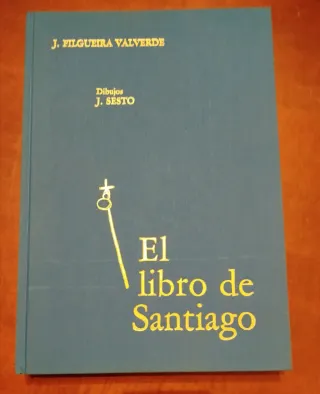 J. FILGUEIRA VALVERDE
Dibujos
J. SESTO
El
libro de
Santiago